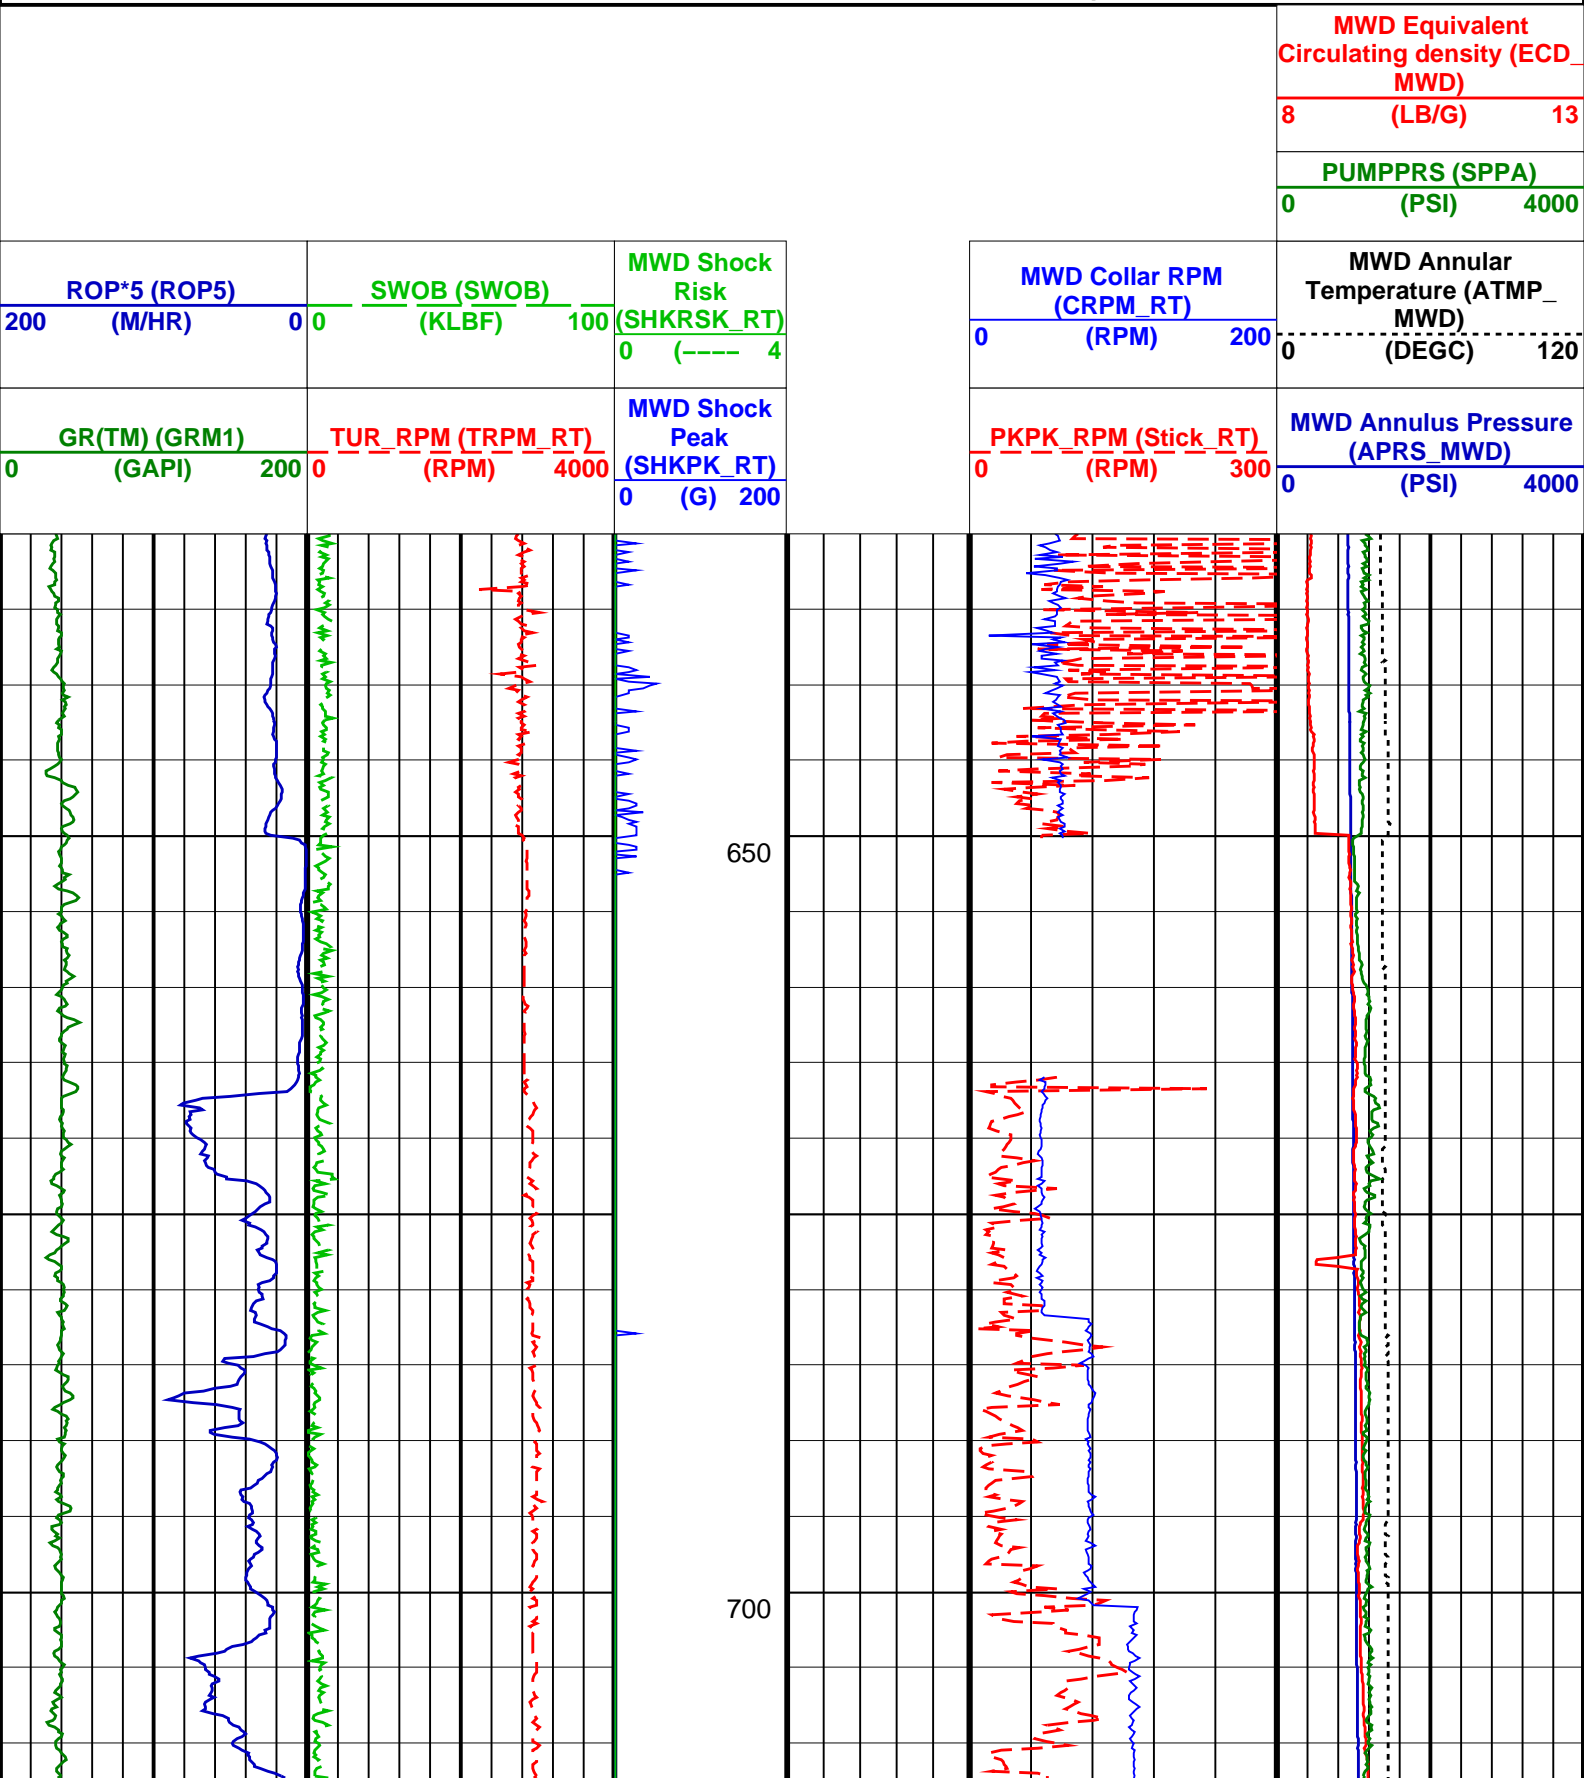 MWD Equivalent
Circulating density (ECD_
MWD)
8 (LB/G) 13
PUMPPRS (SPPA)
0 (PSI) 4000
ROP*5 (ROP5)
200 (M/HR) 0
SWOB (SWOB)
0 (KLBF) 100
MWD Shock
Risk
(SHKRSK_RT)
0 (---- 4
MWD Collar RPM
(CRPM_RT)
0 (RPM) 200
MWD Annular
Temperature (ATMP_
MWD)
0 (DEGC) 120
GR(TM) (GRM1)
0 (GAPI) 200
TUR_RPM (TRPM_RT)
0 (RPM) 4000
MWD Shock
Peak
(SHKPK_RT)
0 (G) 200
PKPK_RPM (Stick_RT)
0 (RPM) 300
MWD Annulus Pressure
(APRS_MWD)
0 (PSI) 4000
650
700